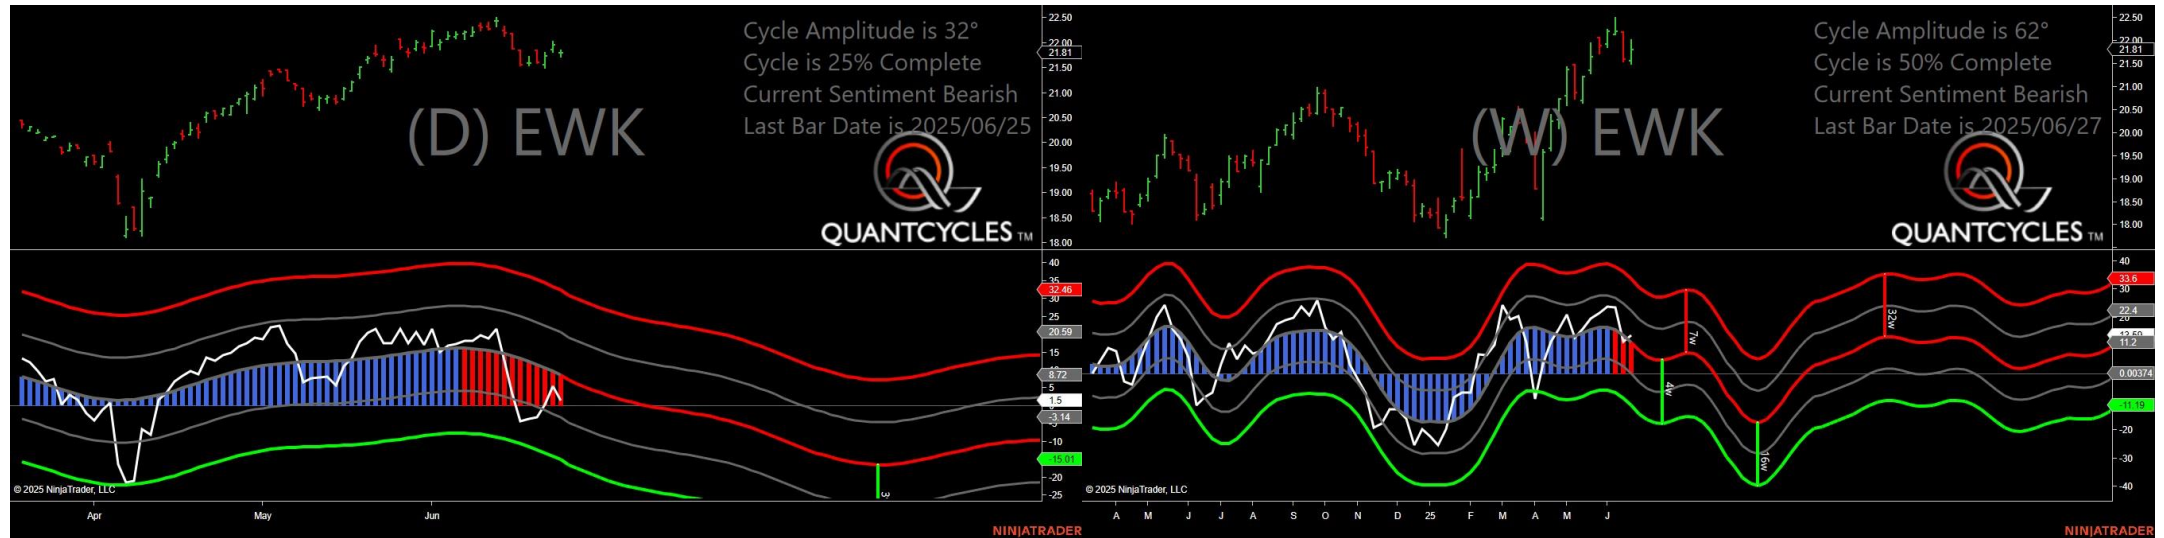 Cycle Amplitude is 32°
Cycle is 25% Complete
Current Sentiment Bearish
Last Bar Date is 2025/06/25
(D) EWK
QUANTCYCLES TM
22.50
22.00
21.81
21.50
21.00
20.50
20.00
19.50
19.00
18.50
18.00
40
35
32.46
30
25
20.59
15
8.72
5
1.5
-3.14
-10
-15.01
-20
-25
3
© 2025 NinjaTrader, LLC
Apr May Jun
NINJATRADER
Cycle Amplitude is 62°
Cycle is 50% Complete
Current Sentiment Bearish
Last Bar Date is 2025/06/27
(W) EWK
QUANTCYCLES TM
22.50
22.00
21.81
21.50
21.00
20.50
20.00
19.50
19.00
18.50
18.00
40
33.6
30
22.4
20
11.2
0.00374
-11.19
-20
-30
-40
7w
4w
16w
32w
© 2025 NinjaTrader, LLC
A M J J A S O N D 25 F M A M J
NINJATRADER